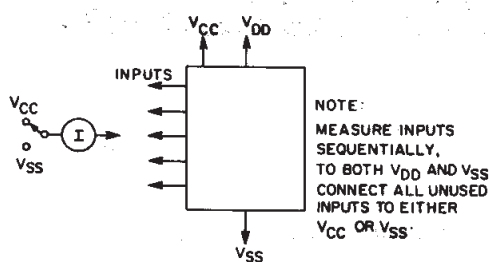 VCC VDD
INPUTS
VCC
I
VSS
NOTE:
MEASURE INPUTS
SEQUENTIALLY,
TO BOTH VDD AND VSS
CONNECT ALL UNUSED
INPUTS TO EITHER
VCC OR VSS.
VSS